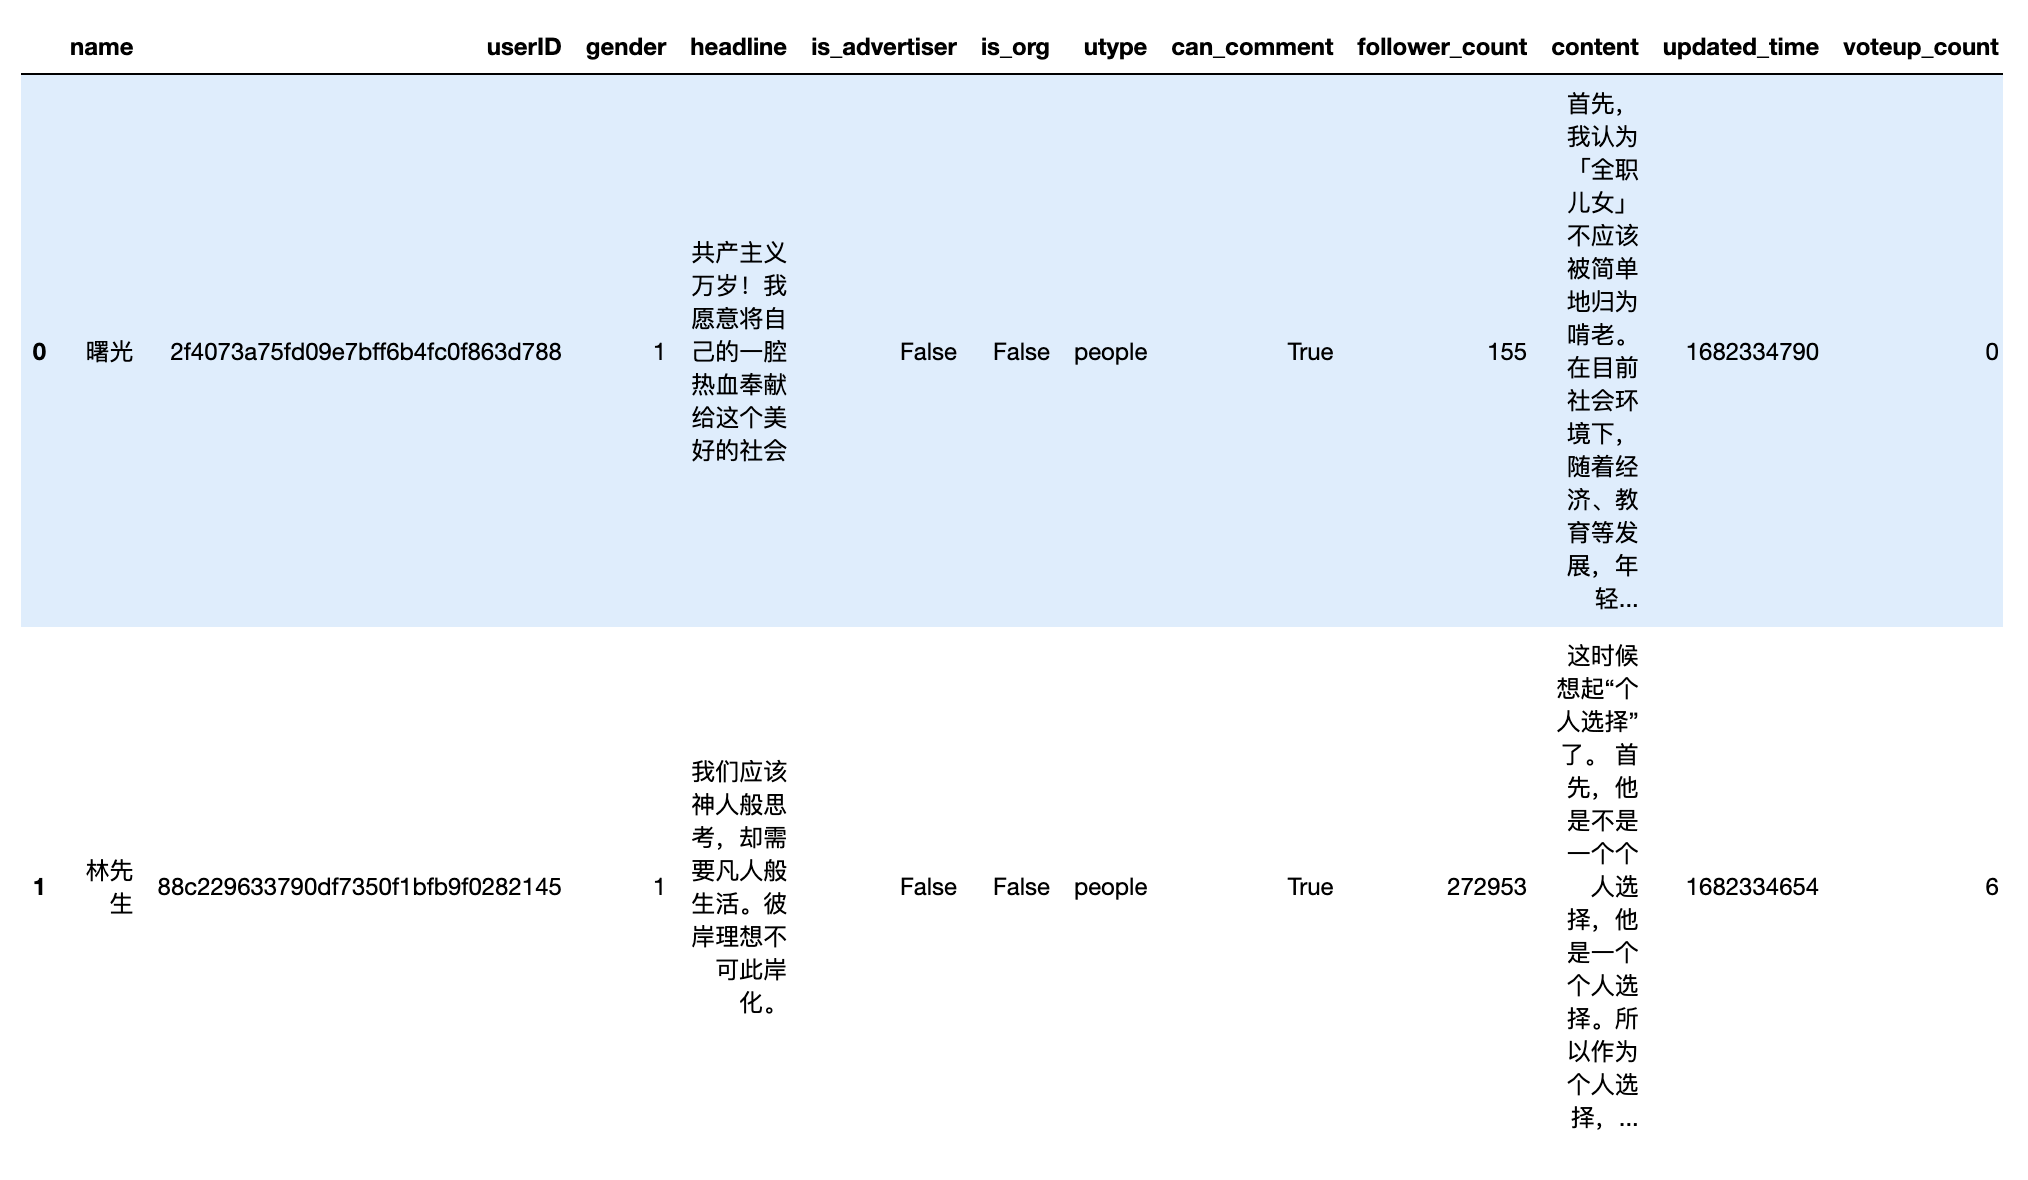 name userID gender headline is_advertiser is_org utype can_comment follower_count content updated_time voteup_count
0 曙光 2f4073a75fd09e7bff6b4fc0f863d788 1
共产主义
万岁！我
愿意将自
己的一腔
热血奉献
给这个美
好的社会
False False people True 155
首先，
我认为
「全职
儿女」
不应该
被简单
地归为
啃老。
在目前
社会环
境下，
随着经
济、教
育等发
展，年
轻...
1682334790 0
1
林先
生
88c229633790df7350f1bfb9f0282145 1
我们应该
神人般思
考，却需
要凡人般
生活。彼
岸理想不
可此岸
化。
False False people True 272953
这时候
想起“个
人选择”
了。 首
先，他
是不是
一个个
人选
择，他
是一个
个人选
择。所
以作为
个人选
择，...
1682334654 6